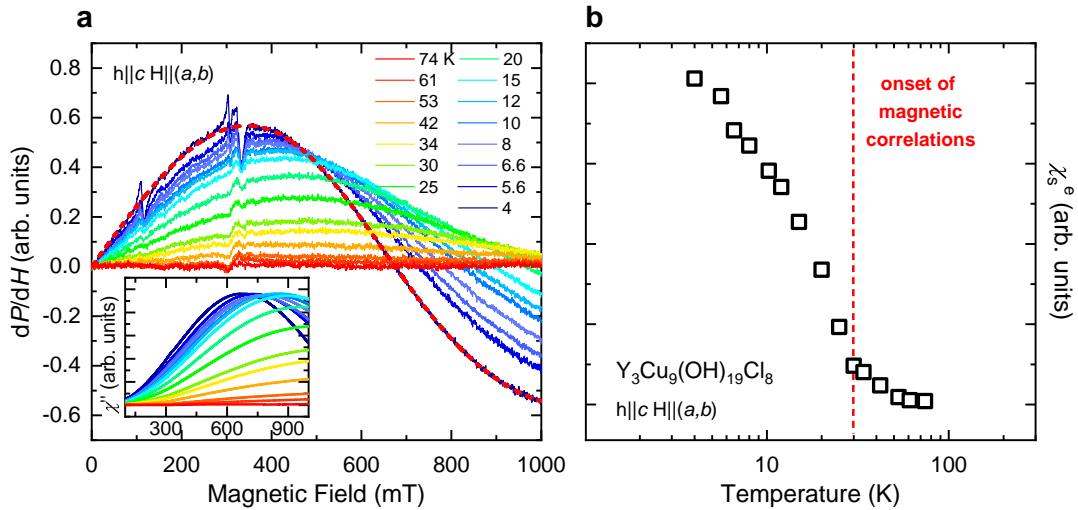 a
h||c H||(a,b)
74 K
61
53
42
34
30
25
20
15
12
10
8
6.6
5.6
4
dP/dH (arb. units)
0.8
0.6
0.4
0.2
0.0
-0.2
-0.4
-0.6
χ'' (arb. units)
300 600 900
0 200 400 600 800 1000
Magnetic Field (mT)
b
onset of
magnetic
correlations
Y3Cu9(OH)19Cl8
h||c H||(a,b)
χse (arb. units)
10 100
Temperature (K)